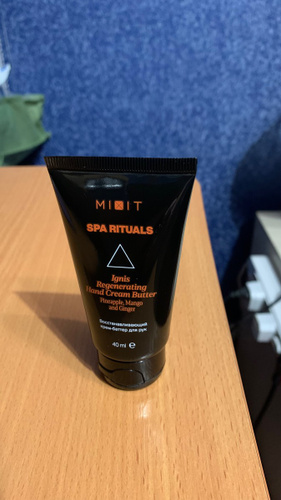 MIXIT
SPA RITUALS
Ignis
Regenerating
Hand Cream Butter
Pineapple, Mango
and Ginger
Восстанавливающий
крем-баттер для рук
40 ml ℮